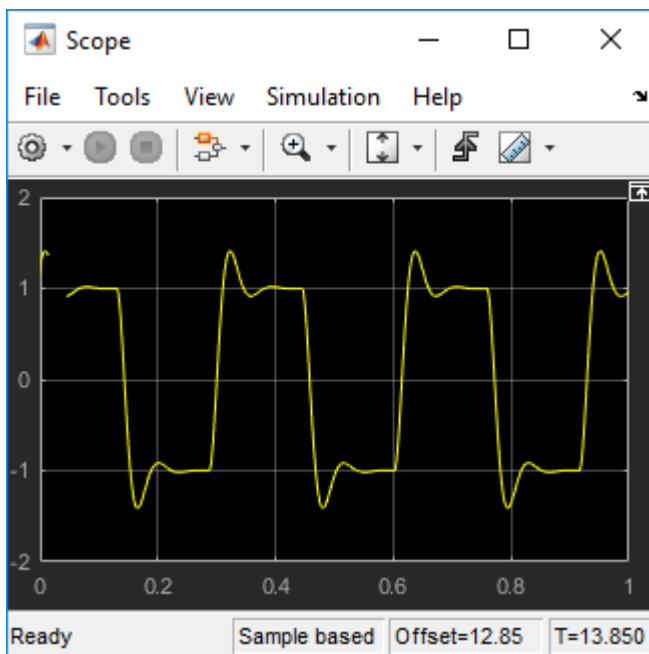 Scope
File Tools View Simulation Help
2
1
0
-1
-2
0 0.2 0.4 0.6 0.8 1
Ready Sample based Offset=12.85 T=13.850